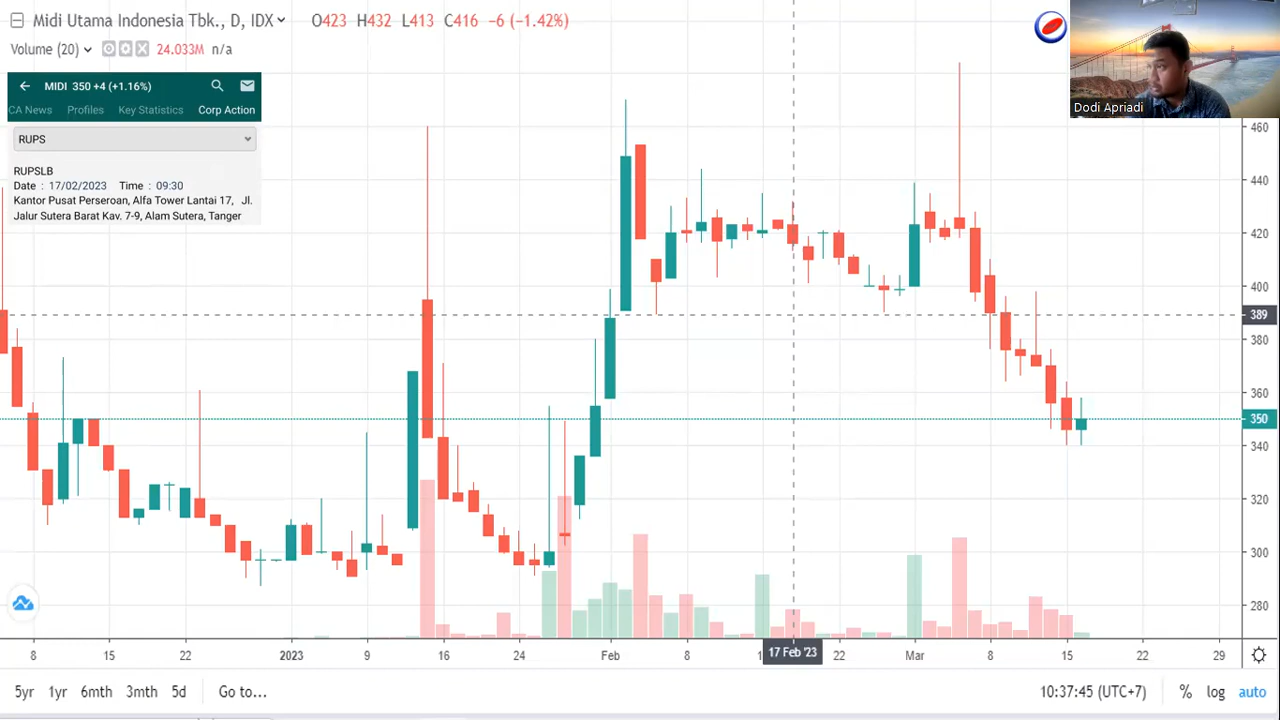 Midi Utama Indonesia Tbk., D, IDX O423 H432 L413 C416 −6 (−1.42%)
Volume (20) 24.033M n/a
MIDI 350 +4 (+1.16%)
CA News Profiles Key Statistics Corp Action
RUPS
RUPSLB
Date : 17/02/2023 Time : 09:30
Kantor Pusat Perseroan, Alfa Tower Lantai 17, Jl.
Jalur Sutera Barat Kav. 7-9, Alam Sutera, Tanger
Dodi Apriadi
460
440
420
400
389
380
360
350
340
320
300
280
8 15 22 2023 9 16 24 Feb 8 17 Feb '23 22 Mar 8 15 22 29
5yr 1yr 6mth 3mth 5d Go to... 10:37:45 (UTC+7) % log auto